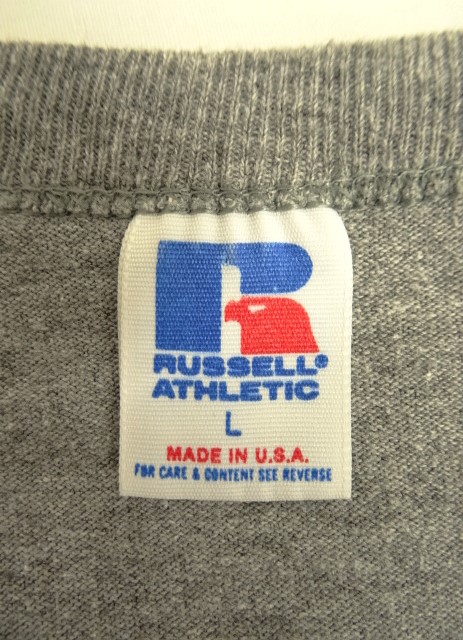 R
RUSSELL®
ATHLETIC
L
MADE IN U.S.A.
FOR CARE & CONTENT SEE REVERSE